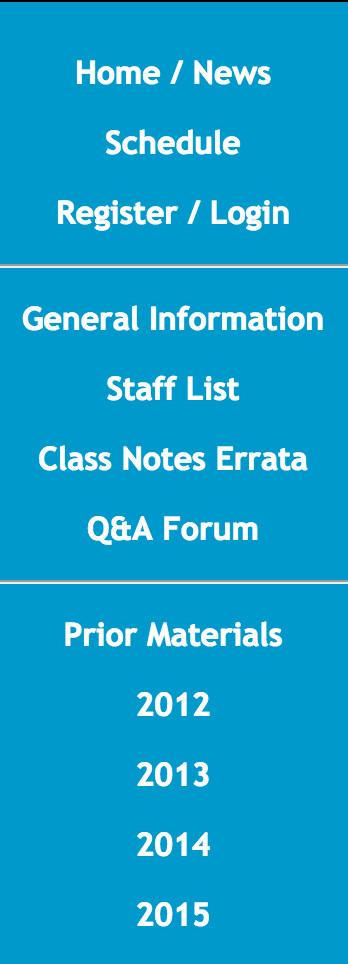 Home / News
Schedule
Register / Login
General Information
Staff List
Class Notes Errata
Q&A Forum
Prior Materials
2012
2013
2014
2015